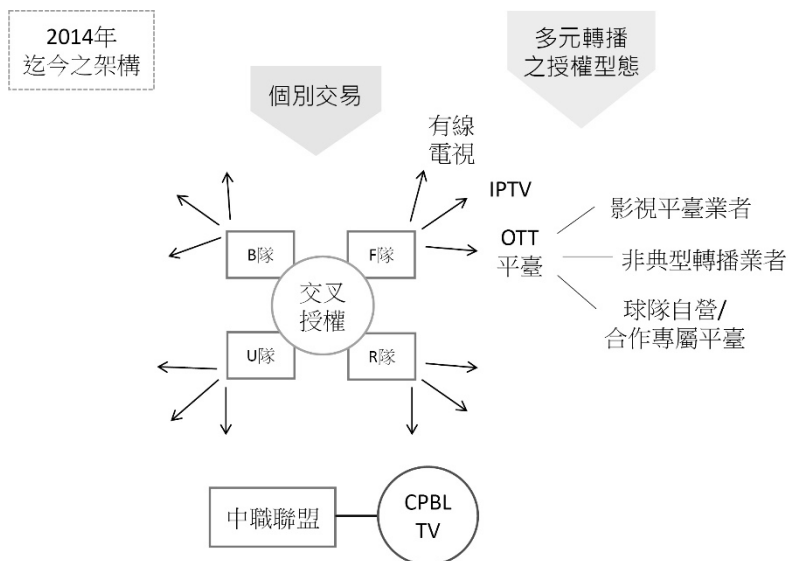 2014年
迄今之架構
個別交易
多元轉播
之授權型態
有線
電視
IPTV
OTT
平臺
影視平臺業者
非典型轉播業者
球隊自營/
合作專屬平臺
B隊
F隊
交叉
授權
U隊
R隊
中職聯盟
CPBL
TV